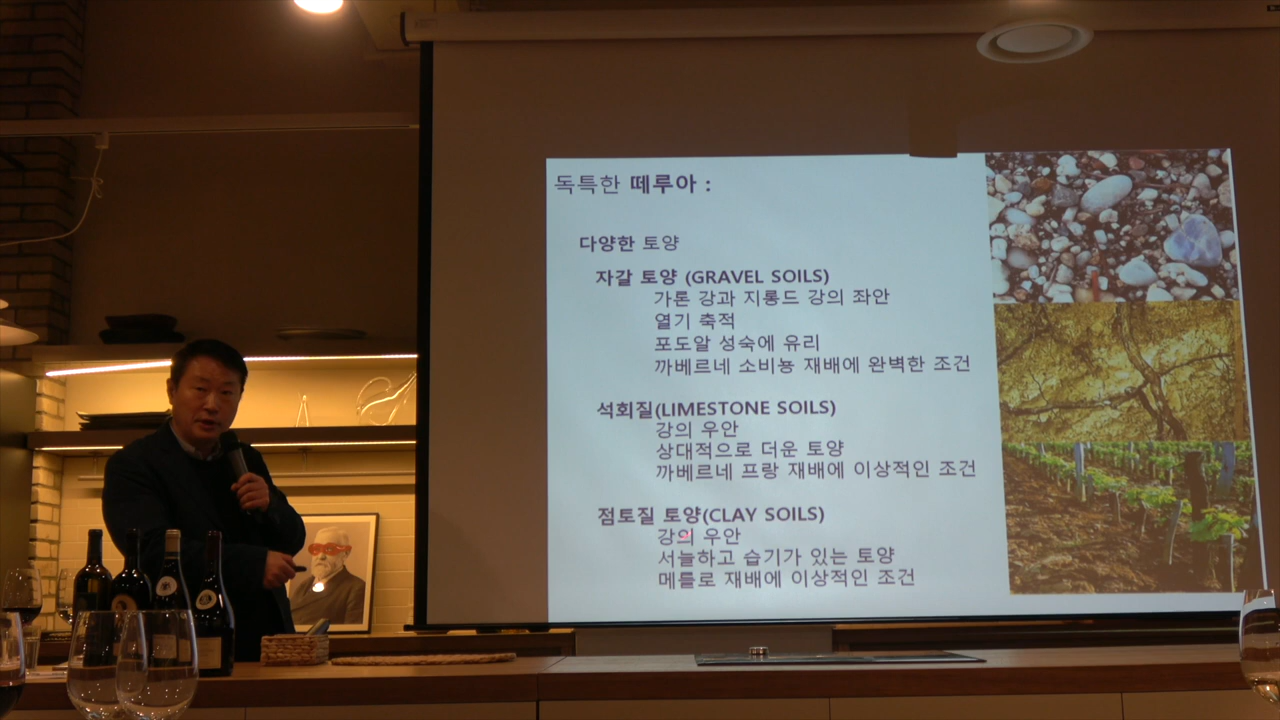 독특한 떼루아 :
다양한 토양
자갈 토양 (GRAVEL SOILS)
가론 강과 지롱드 강의 좌안
열기 축적
포도알 성숙에 유리
까베르네 소비뇽 재배에 완벽한 조건
석회질(LIMESTONE SOILS)
강의 우안
상대적으로 더운 토양
까베르네 프랑 재배에 이상적인 조건
점토질 토양(CLAY SOILS)
강의 우안
서늘하고 습기가 있는 토양
메를로 재배에 이상적인 조건